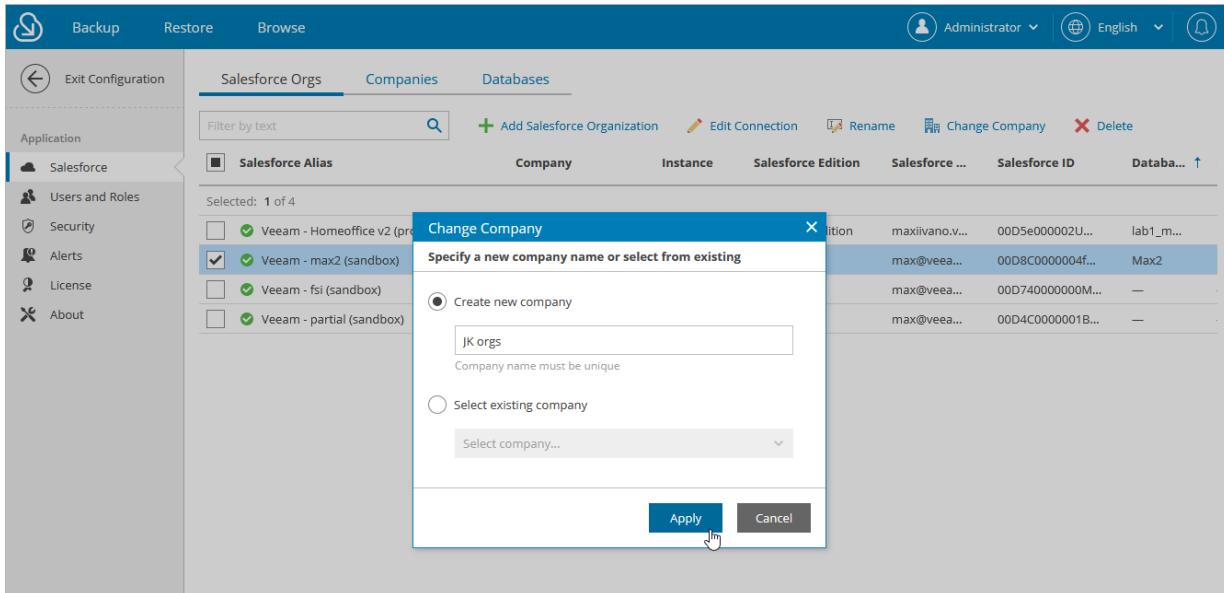 Backup Restore Browse Administrator English
Exit Configuration Salesforce Orgs Companies Databases
Filter by text Add Salesforce Organization Edit Connection Rename Change Company Delete
Application
Salesforce Salesforce Alias Company Instance Salesforce Edition Salesforce ... Salesforce ID Databa...
Users and Roles Selected: 1 of 4
Security Veeam - Homeoffice v2 (pro dition maxiivano.v... 00D5e000002U... lab1_m...
Change Company
Alerts Veeam - max2 (sandbox) max@veea... 00D8C0000004f... Max2
Specify a new company name or select from existing
License Veeam - fsi (sandbox) max@veea... 00D740000000M... —
Create new company
About Veeam - partial (sandbox) max@veea... 00D4C0000001B... —
JK orgs
Company name must be unique
Select existing company
Select company...
Apply Cancel